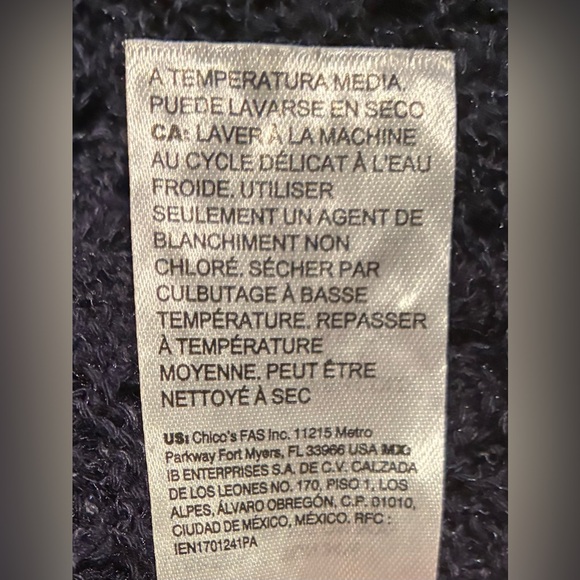 A TEMPERATURA MEDIA.
PUEDE LAVARSE EN SECO
CA: LAVER À LA MACHINE
AU CYCLE DÉLICAT À L'EAU
FROIDE. UTILISER
SEULEMENT UN AGENT DE
BLANCHIMENT NON
CHLORÉ. SÉCHER PAR
CULBUTAGE À BASSE
TEMPÉRATURE. REPASSER
À TEMPÉRATURE
MOYENNE. PEUT ÊTRE
NETTOYÉ À SEC
US: Chico's FAS Inc. 11215 Metro
Parkway Fort Myers, FL 33966 USA MX:
IB ENTERPRISES S.A. DE C.V. CALZADA
DE LOS LEONES NO. 170, PISO 1, LOS
ALPES, ÁLVARO OBREGÓN, C.P. 01010,
CIUDAD DE MÉXICO, MÉXICO. RFC :
IEN1701241PA